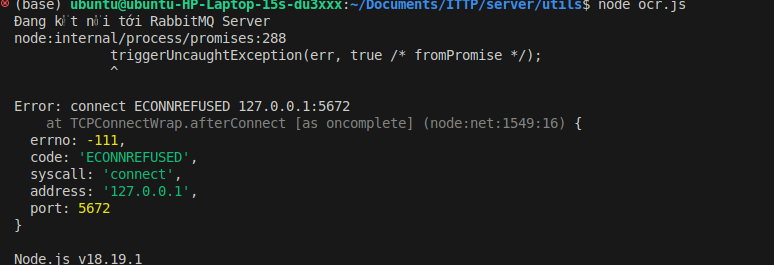 (base) ubuntu@ubuntu-HP-Laptop-15s-du3xxx:~/Documents/ITTP/server/utils$ node ocr.js
Đang kết nối tới RabbitMQ Server
node:internal/process/promises:288
            triggerUncaughtException(err, true /* fromPromise */);
            ^

Error: connect ECONNREFUSED 127.0.0.1:5672
    at TCPConnectWrap.afterConnect [as oncomplete] (node:net:1549:16) {
  errno: -111,
  code: 'ECONNREFUSED',
  syscall: 'connect',
  address: '127.0.0.1',
  port: 5672
}

Node.js v18.19.1